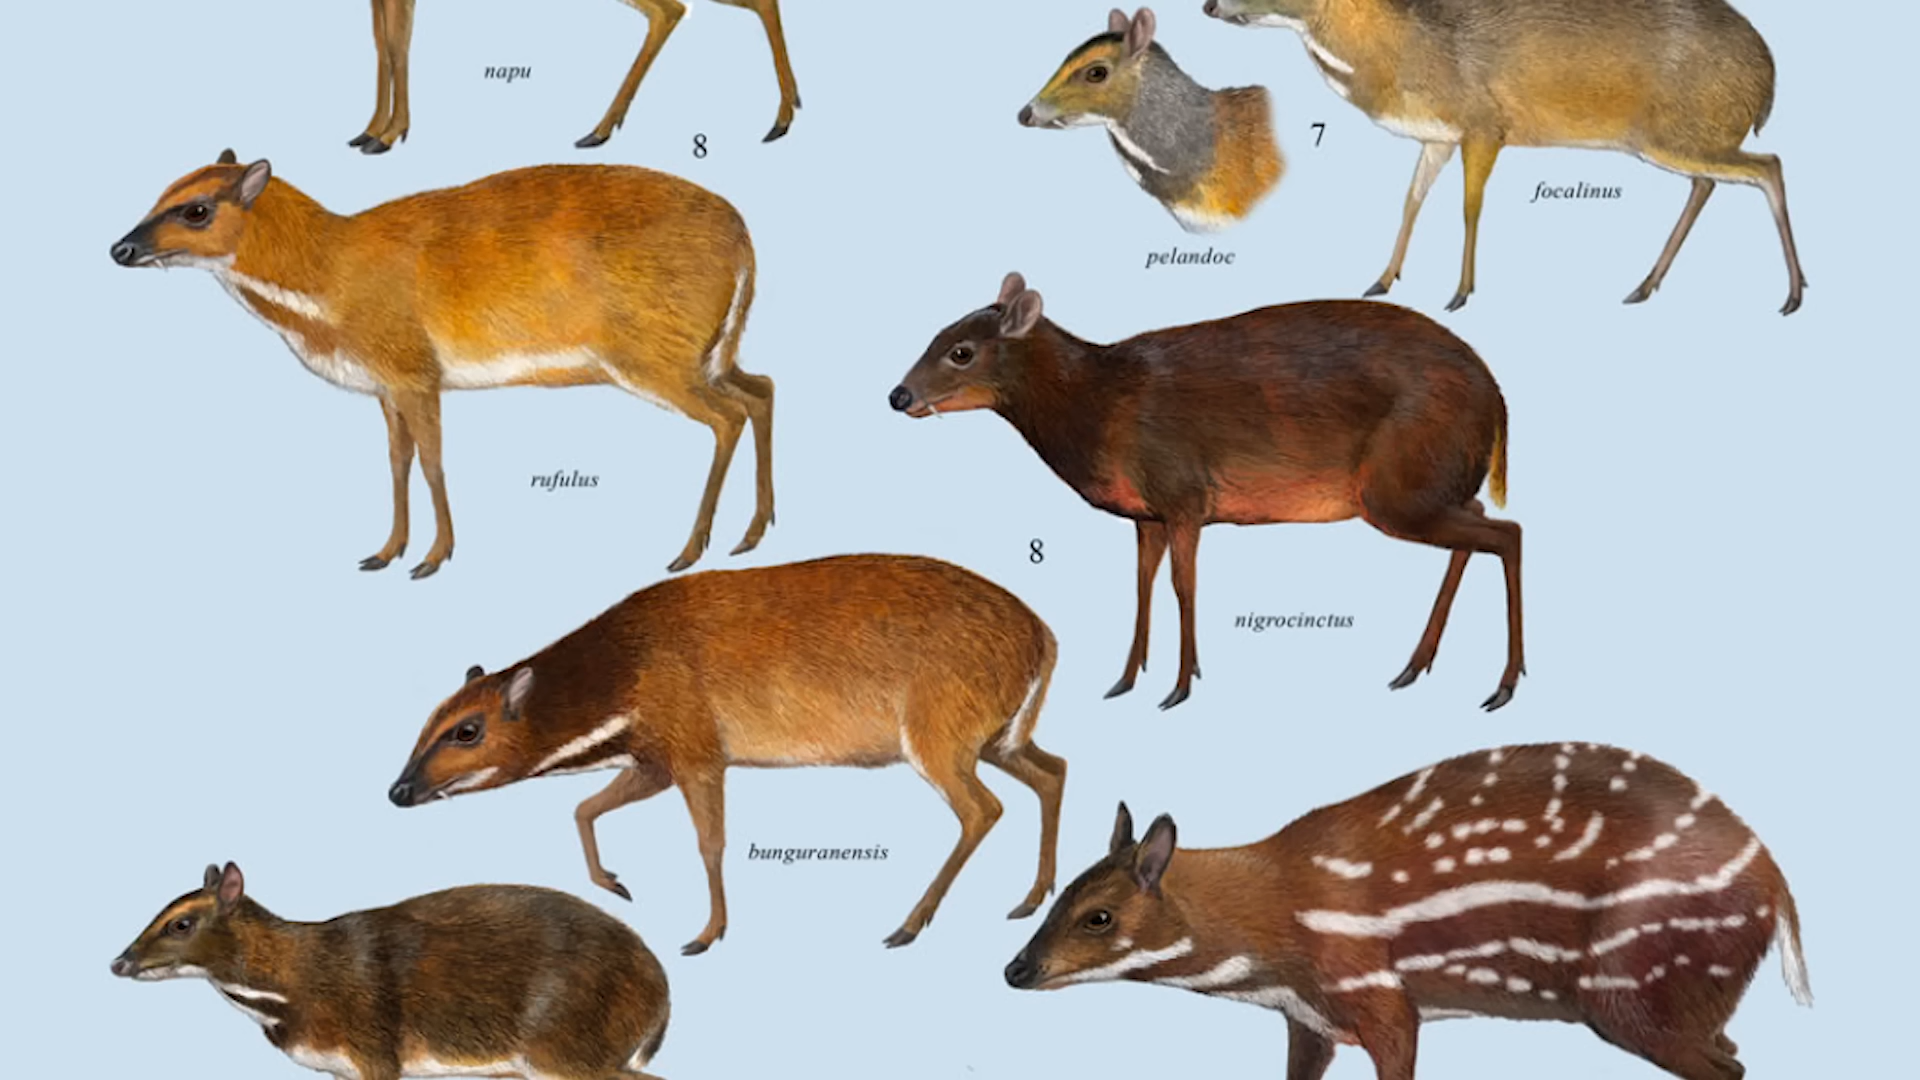 napu
8
7
focalinus
pelandoc
rufulus
8
nigrocinctus
bunguranensis